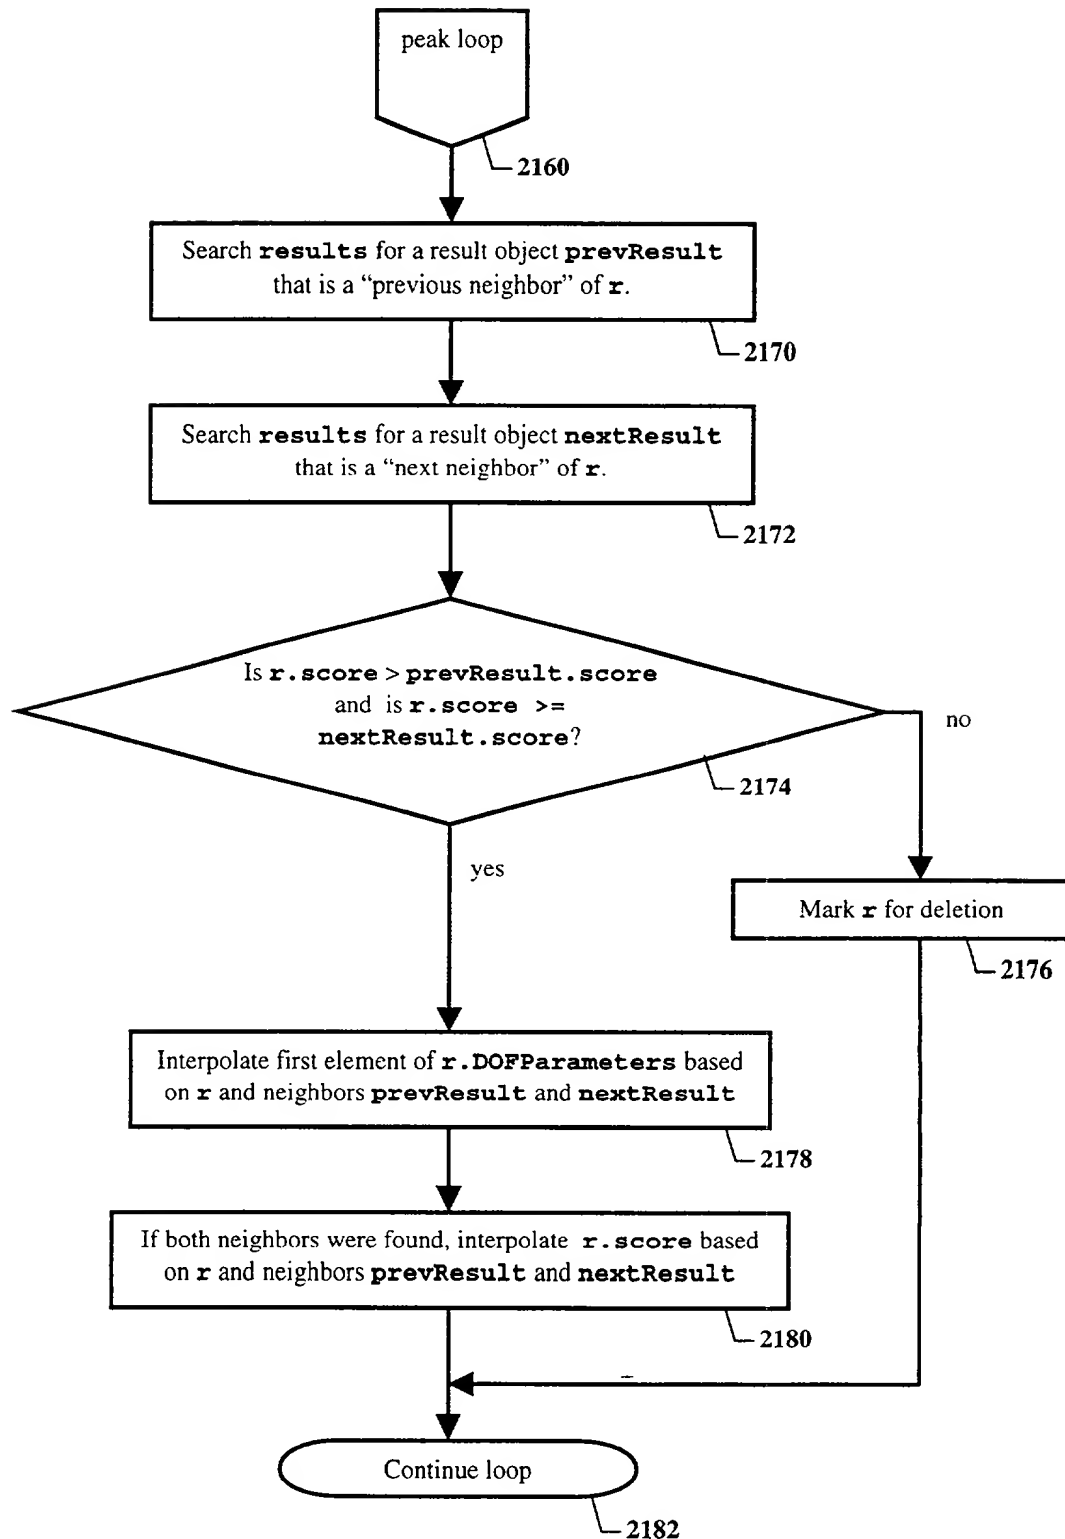 peak loop
2160
Search results for a result object prevResult
that is a “previous neighbor” of r.
2170
Search results for a result object nextResult
that is a “next neighbor” of r.
2172
Is r.score > prevResult.score
and is r.score >=
nextResult.score?
no
2174
yes
Mark r for deletion
2176
Interpolate first element of r.DOFParameters based
on r and neighbors prevResult and nextResult
2178
If both neighbors were found, interpolate r.score based
on r and neighbors prevResult and nextResult
2180
Continue loop
2182